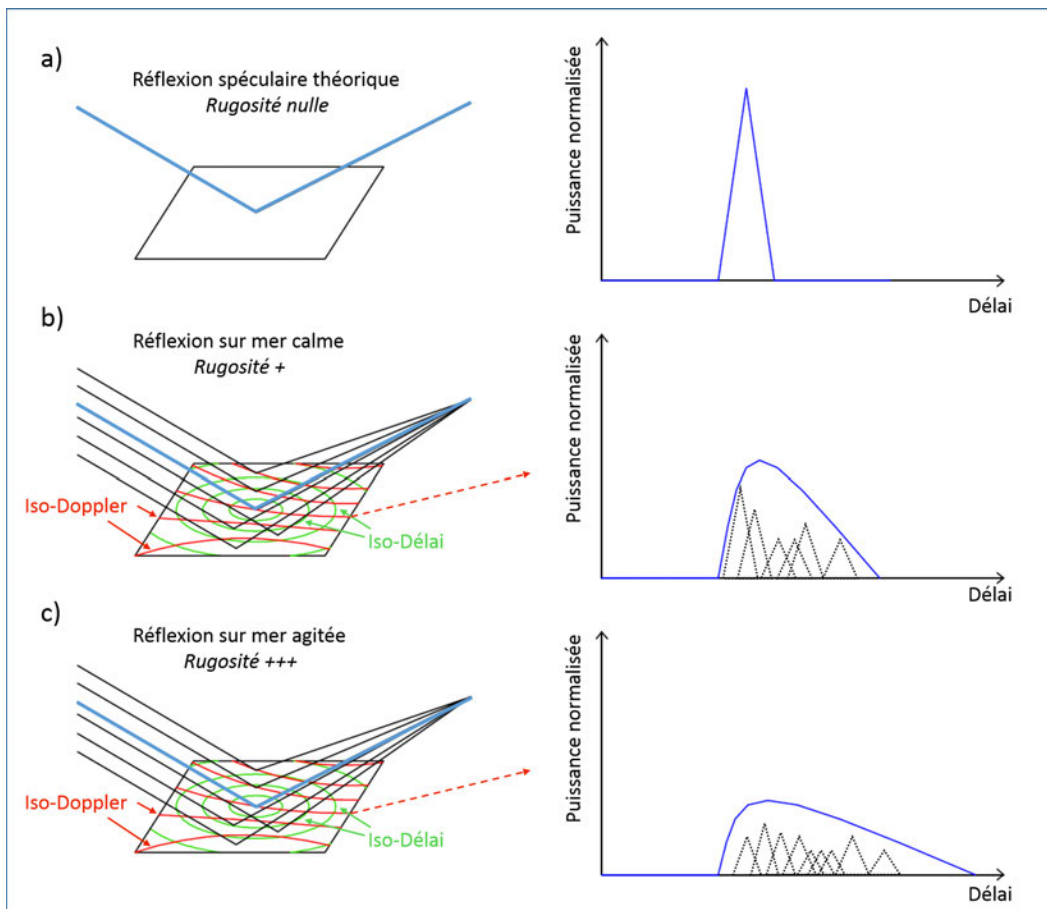 a)
Réflexion spéculaire théorique
Rugosité nulle
Puissance normalisée
Délai
b)
Réflexion sur mer calme
Rugosité +
Iso-Doppler
Iso-Délai
Puissance normalisée
Délai
c)
Réflexion sur mer agitée
Rugosité +++
Iso-Doppler
Iso-Délai
Puissance normalisée
Délai